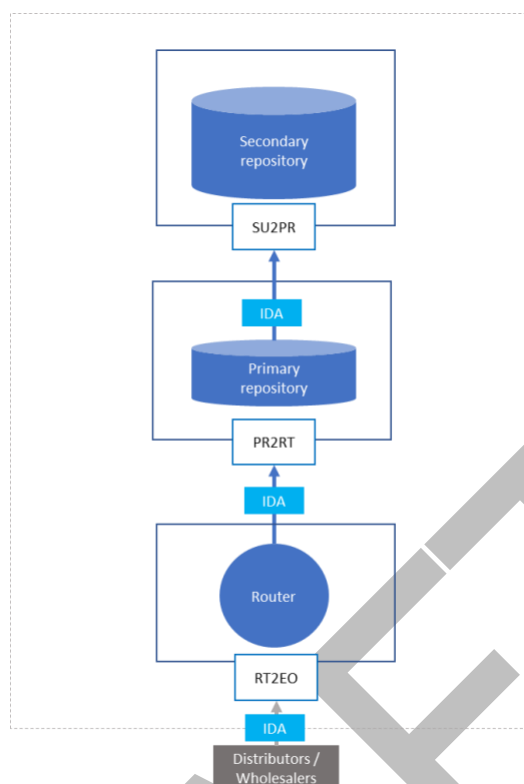 Secondary
repository
SU2PR
IDA
Primary
repository
PR2RT
IDA
Router
RT2EO
IDA
Distributors /
Wholesalers